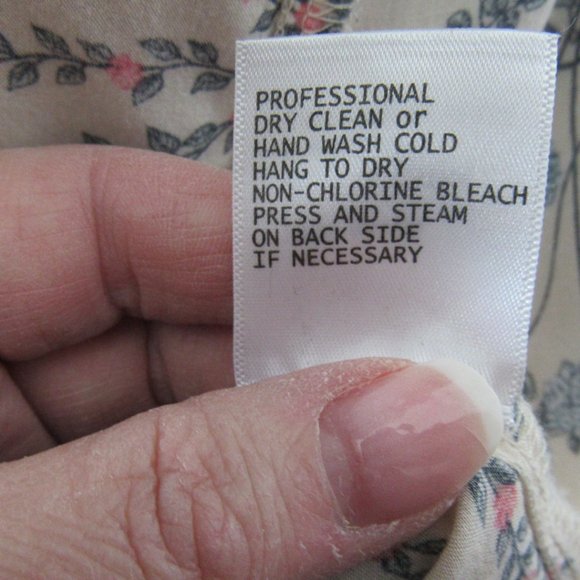 PROFESSIONAL
DRY CLEAN or
HAND WASH COLD
HANG TO DRY
NON-CHLORINE BLEACH
PRESS AND STEAM
ON BACK SIDE
IF NECESSARY